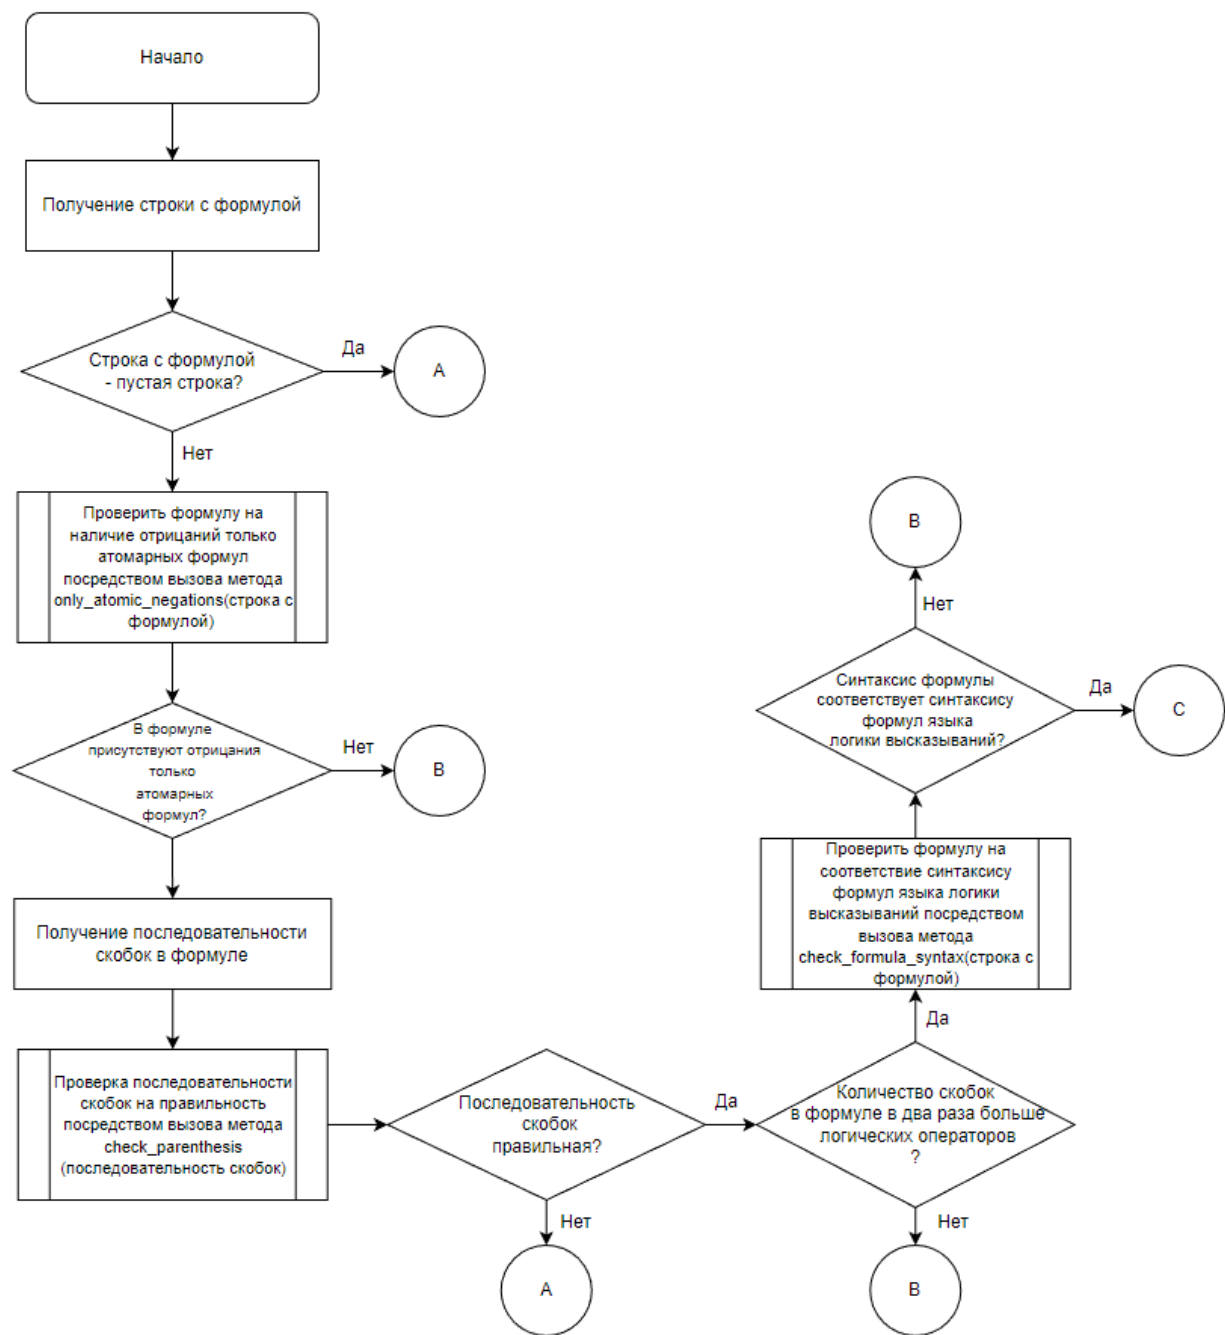 Начало
Получение строки с формулой
Строка с формулой
- пустая строка?
Да
A
Нет
Проверить формулу на
наличие отрицаний только
атомарных формул
посредством вызова метода
only_atomic_negations(строка с
формулой)
В формуле
присутствуют отрицания
только
атомарных
формул?
Нет
B
Получение последовательности
скобок в формуле
Проверка последовательности
скобок на правильность
посредством вызова метода
check_parenthesis
(последовательность скобок)
Последовательность
скобок
правильная?
Да
Нет
A
Количество скобок
в формуле в два раза больше
логических операторов
?
Нет
B
Да
Проверить формулу на
соответствие синтаксису
формул языка логики
высказываний посредством
вызова метода
check_formula_syntax(строка с
формулой)
Синтаксис формулы
соответствует синтаксису
формул языка
логики высказываний?
Да
C
Нет
B